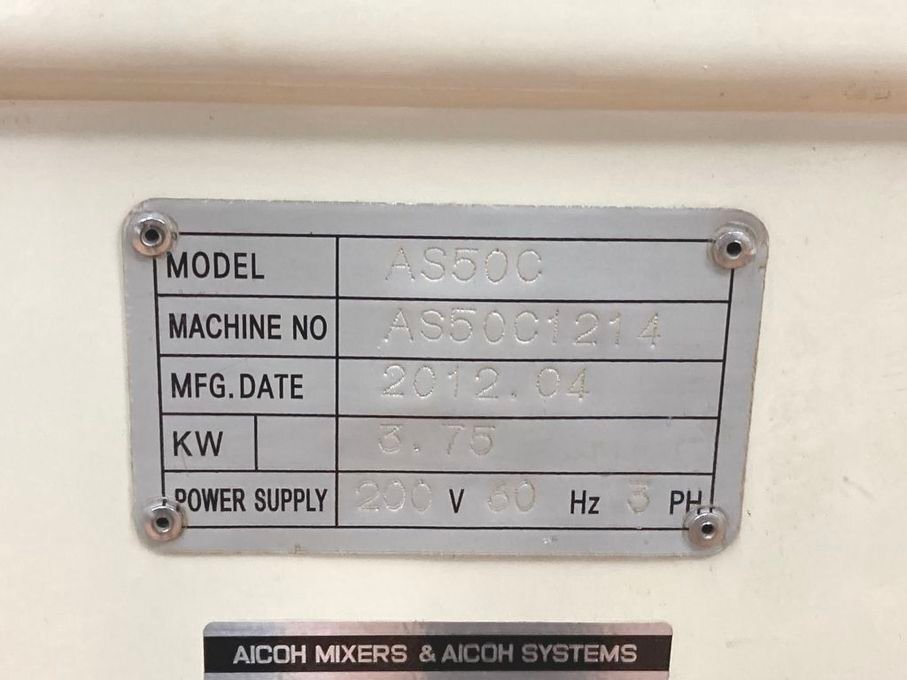 MODEL AS50C
MACHINE NO AS50C1214
MFG. DATE 2012.04
KW 3.75
POWER SUPPLY 200 V 60 Hz 3 PH
AICOH MIXERS & AICOH SYSTEMS